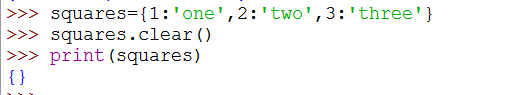 >>> squares={1:'one',2:'two',3:'three'}
>>> squares.clear()
>>> print(squares)
{}
>>>